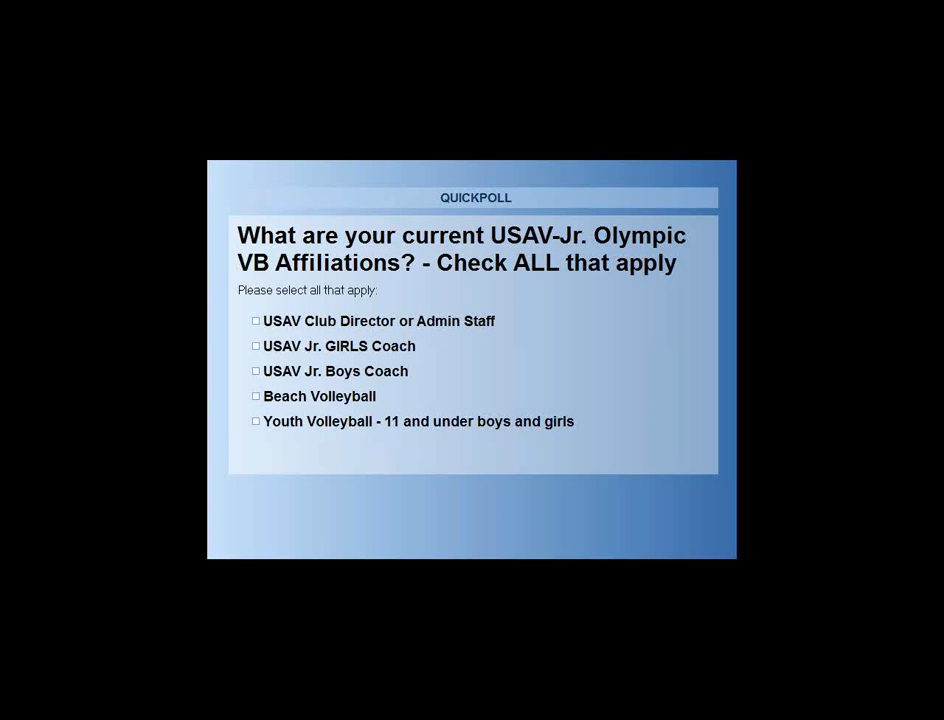 QUICKPOLL
What are your current USAV-Jr. Olympic
VB Affiliations? - Check ALL that apply
Please select all that apply:
USAV Club Director or Admin Staff
USAV Jr. GIRLS Coach
USAV Jr. Boys Coach
Beach Volleyball
Youth Volleyball - 11 and under boys and girls